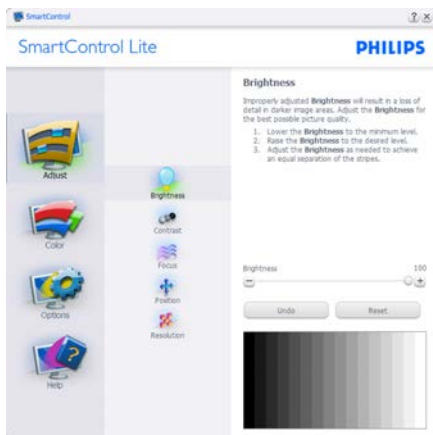 SmartControl
SmartControl Lite
PHILIPS
Adjust
Color
Options
Help
Brightness
Contrast
Focus
Position
Resolution
Brightness
Improperly adjusted Brightness will result in a loss of
detail in darker image areas. Adjust the Brightness for
the best possible picture quality.
1. Lower the Brightness to the minimum level.
2. Raise the Brightness to the desired level.
3. Adjust the Brightness as needed to achieve
an equal separation of the stripes.
Brightness 100
Undo Reset